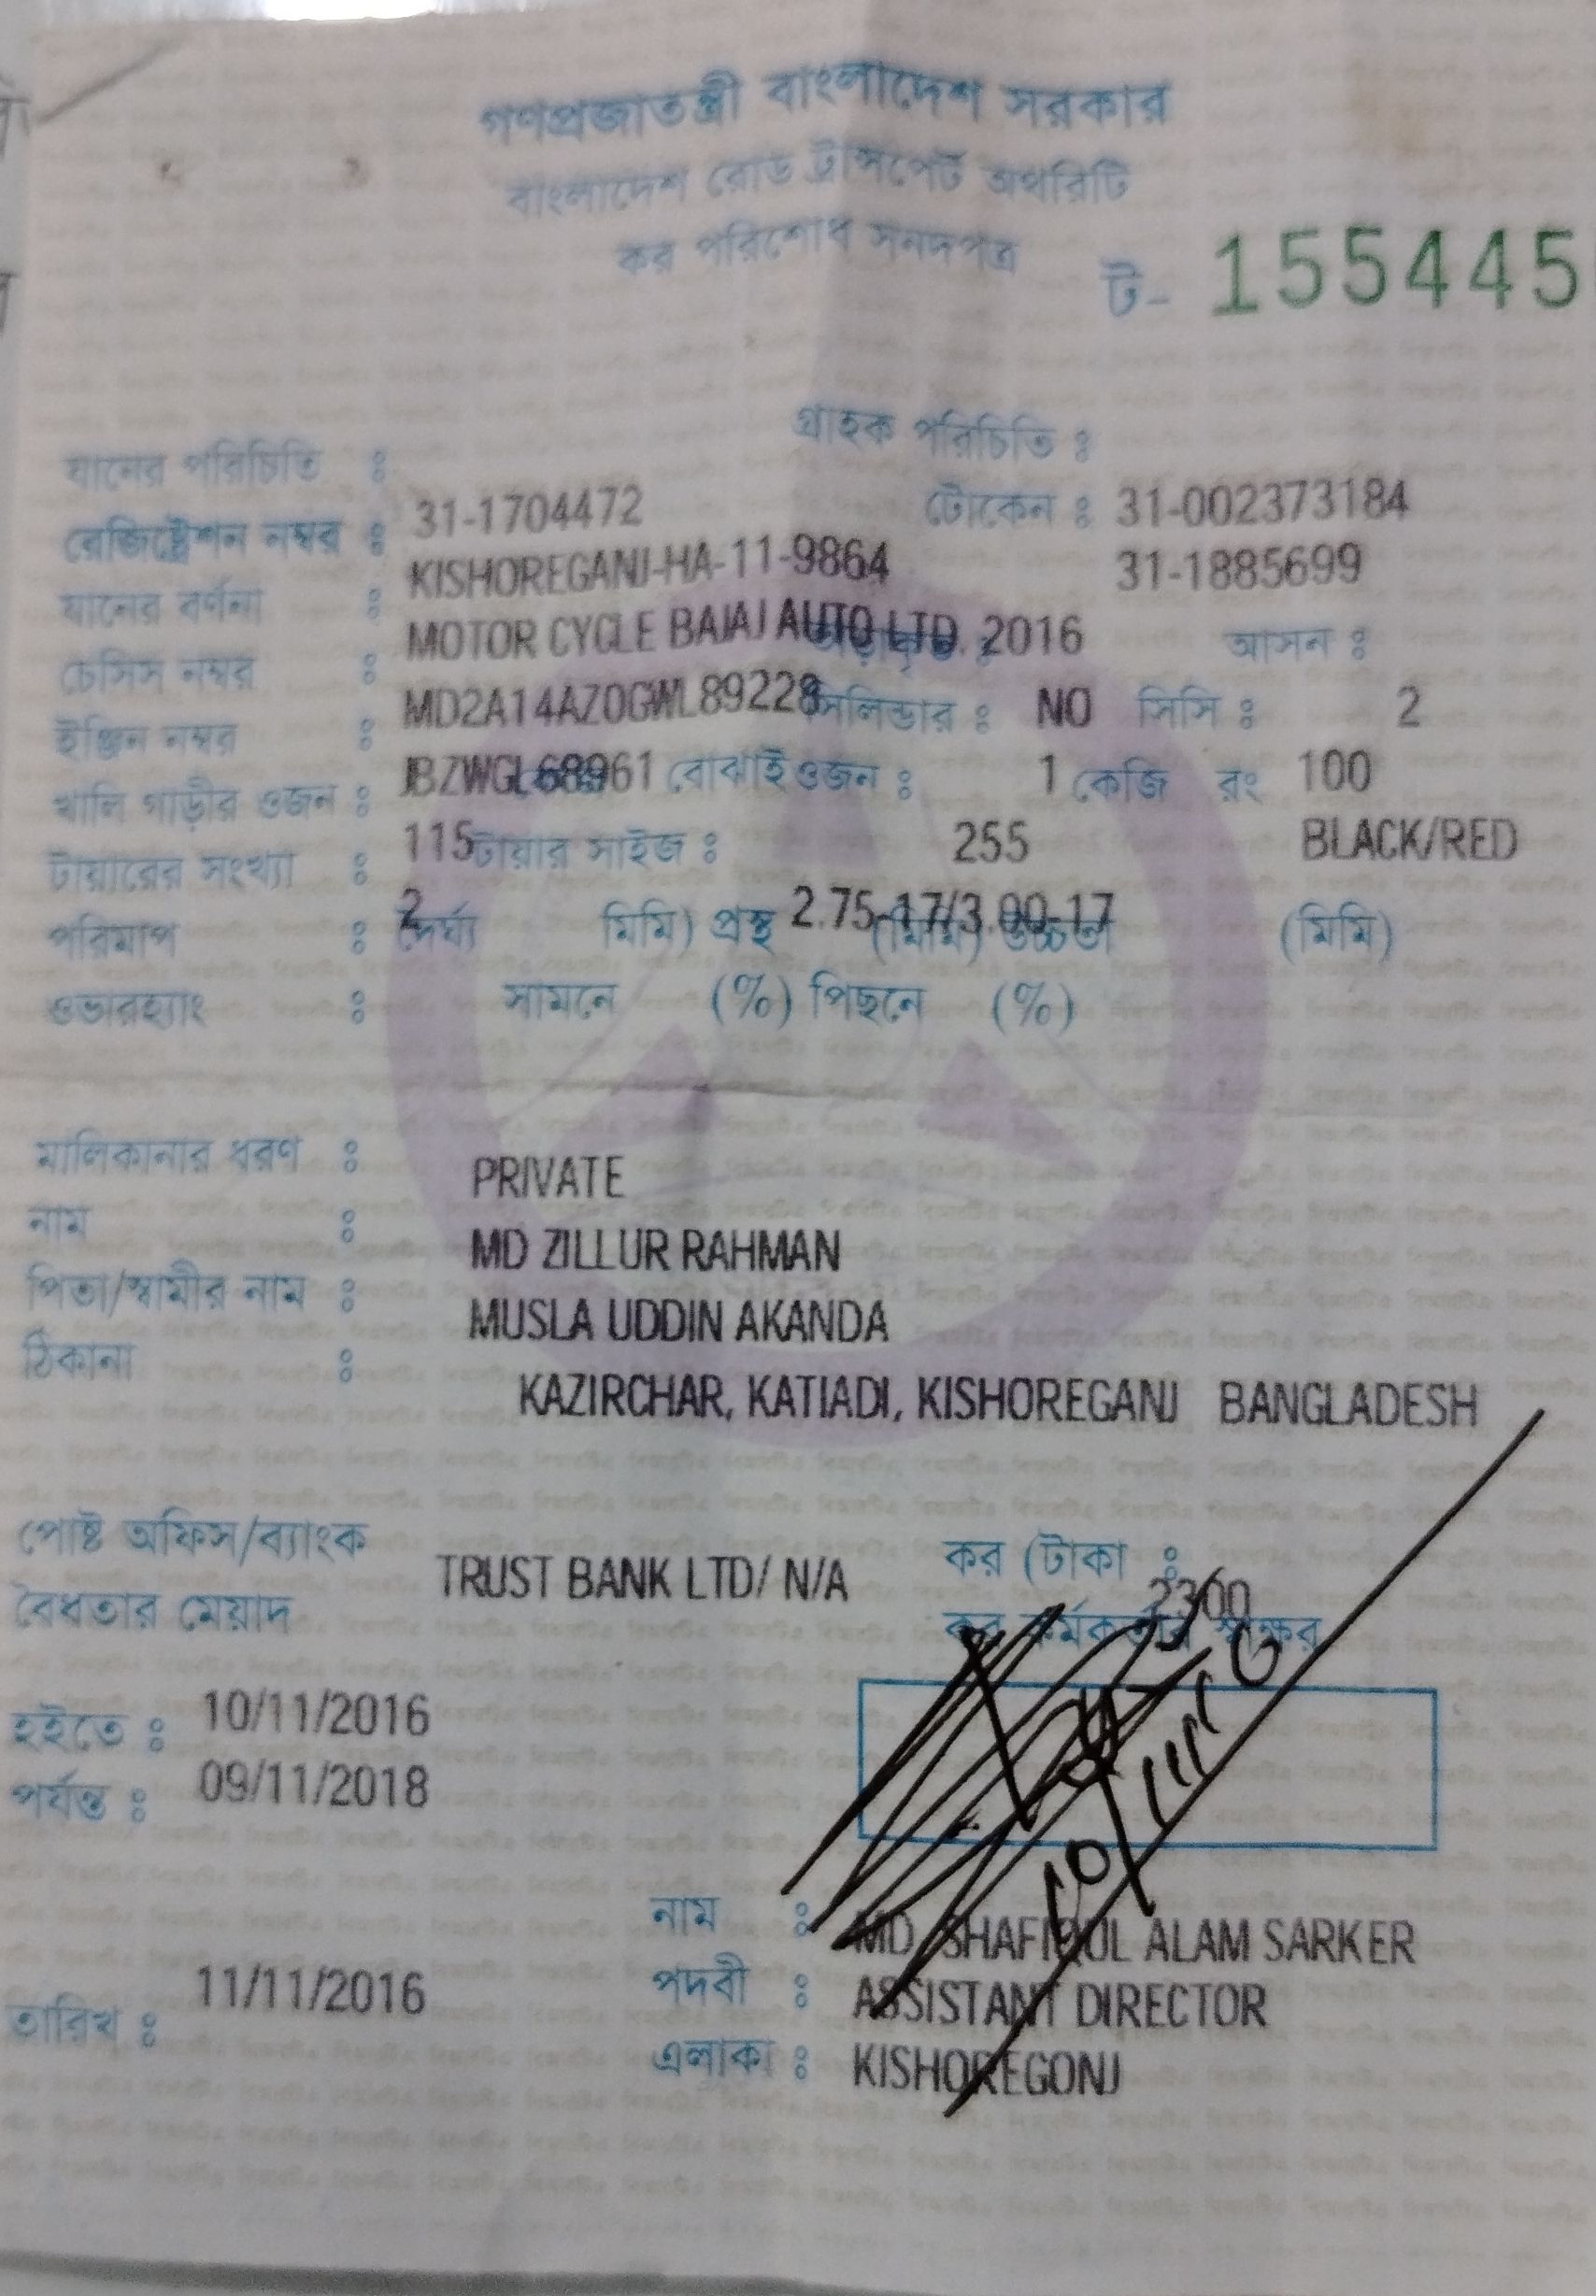 গণপ্রজাতন্ত্রী বাংলাদেশ সরকার
বাংলাদেশ রোড ট্রান্সপোর্ট অথরিটি
কর পরিশোধ সনদপত্র
ট- 155445
গ্রাহক পরিচিতি ঃ
যানের পরিচিতি ঃ 31-1704472 টোকেন ঃ 31-002373184
রেজিষ্ট্রেশন নম্বর ঃ KISHOREGANJ-HA-11-9864 31-1885699
যানের বর্ণনা ঃ MOTOR CYCLE BAJAJ AUTO LTD. 2016 আসন ঃ
চেসিস নম্বর ঃ MD2A14AZ0GWL89228 সিলিন্ডার ঃ NO সিসি ঃ 2
ইঞ্জিন নম্বর ঃ JBZWGL68961 বোঝাই ওজন ঃ 1 কেজি রং 100
খালি গাড়ীর ওজন ঃ 115 টায়ার সাইজ ঃ 255 BLACK/RED
টায়ারের সংখ্যা ঃ 2 2.75-17/3.00-17
পরিমাপ ঃ দৈর্ঘ্য মিমি) প্রস্থ (মিমি) উচ্চতা (মিমি)
ওভারহ্যাং ঃ সামনে (%) পিছনে (%)
মালিকানার ধরণ ঃ PRIVATE
নাম ঃ MD ZILLUR RAHMAN
পিতা/স্বামীর নাম ঃ MUSLA UDDIN AKANDA
ঠিকানা ঃ KAZIRCHAR, KATIADI, KISHOREGANJ BANGLADESH
পোষ্ট অফিস/ব্যাংক TRUST BANK LTD/ N/A কর (টাকা ঃ 2300
বৈধতার মেয়াদ কর কর্মকর্তার স্বাক্ষর
হইতে ঃ 10/11/2016
পর্যন্ত ঃ 09/11/2018
নাম ঃ MD. SHAFIQUL ALAM SARKER
তারিখ ঃ 11/11/2016 পদবী ঃ ASSISTANT DIRECTOR
এলাকা ঃ KISHOREGONJ